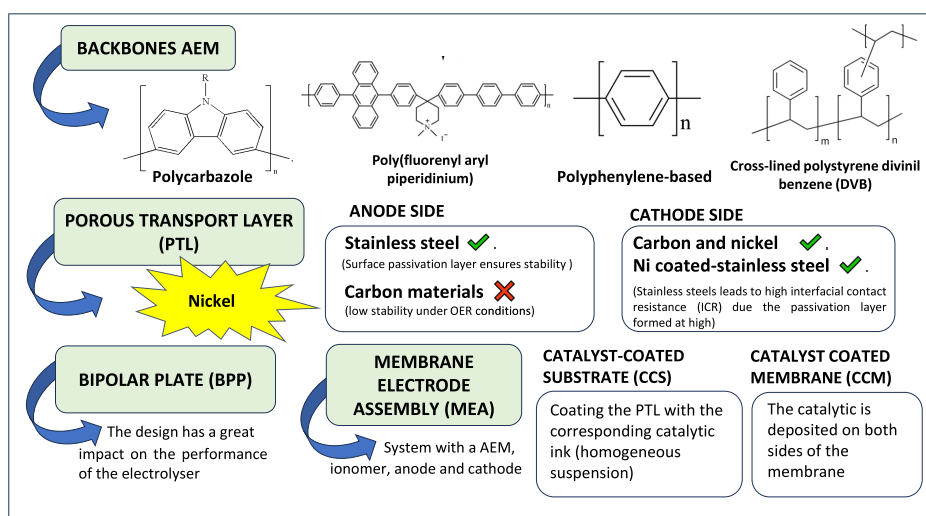 BACKBONES AEM
R
N
n
N
+
I⁻
n
n
m
n
Polycarbazole
Poly(fluorenyl aryl
piperidinium)
Polyphenylene-based
Cross-lined polystyrene divinil
benzene (DVB)
POROUS TRANSPORT LAYER
(PTL)
Nickel
ANODE SIDE
Stainless steel .
(Surface passivation layer ensures stability )
Carbon materials
(low stability under OER conditions)
CATHODE SIDE
Carbon and nickel .
Ni coated-stainless steel .
(Stainless steels leads to high interfacial contact
resistance (ICR) due the passivation layer
formed at high)
BIPOLAR PLATE (BPP)
The design has a great
impact on the performance
of the electrolyser
MEMBRANE
ELECTRODE
ASSEMBLY (MEA)
System with a AEM,
ionomer, anode and cathode
CATALYST-COATED
SUBSTRATE (CCS)
Coating the PTL with the
corresponding catalytic
ink (homogeneous
suspension)
CATALYST COATED
MEMBRANE (CCM)
The catalytic is
deposited on both
sides of the
membrane